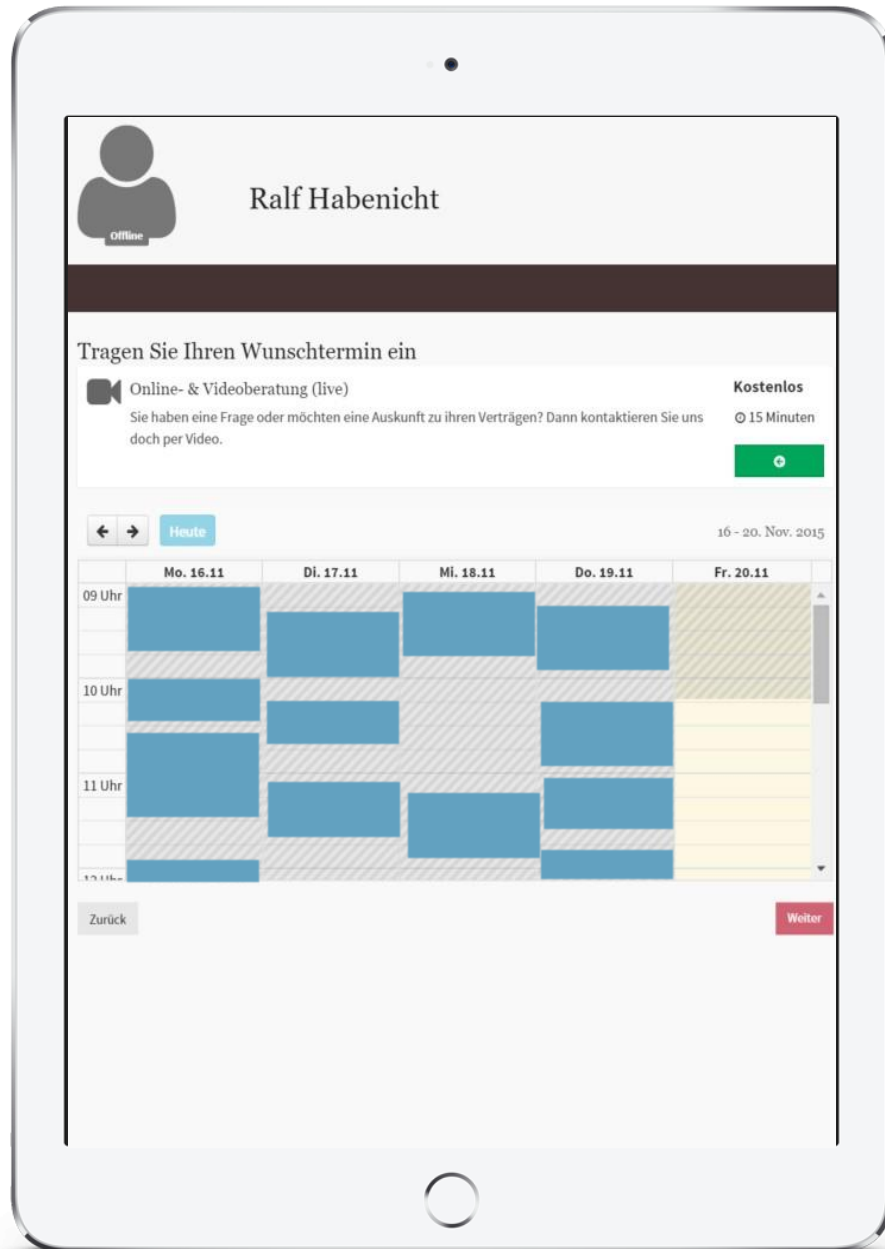 Offline
Ralf Habenicht
Tragen Sie Ihren Wunschtermin ein
Online- & Videoberatung (live)
Kostenlos
Sie haben eine Frage oder möchten eine Auskunft zu ihren Verträgen? Dann kontaktieren Sie uns
doch per Video.
15 Minuten
Heute
16 - 20. Nov. 2015
Mo. 16.11 Di. 17.11 Mi. 18.11 Do. 19.11 Fr. 20.11
09 Uhr
10 Uhr
11 Uhr
12 Uhr
Zurück
Weiter